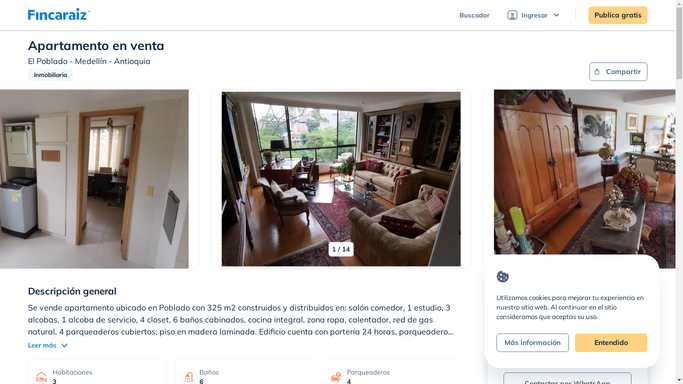 Fincaraiz
Buscador
Ingresar
Publica gratis
Apartamento en venta
El Poblado - Medellín - Antioquia
Inmobiliaria
Compartir
1 / 14
Descripción general
Se vende apartamento ubicado en Poblado con 325 m2 construidos y distribuidos en: salón comedor, 1 estudio, 3
alcobas, 1 alcoba de servicio, 4 closet, 6 baños cabinados, cocina integral, zona ropa, calentador, red de gas
natural, 4 parqueaderos cubiertos; piso en madera laminada. Edificio cuenta con portería 24 horas, parqueadero...
Leer más
Habitaciones
3
Baños
6
Parqueaderos
4
Utilizamos cookies para mejorar tu experiencia en
nuestro sitio web. Al continuar en el sitio
consideramos que aceptas su uso.
Más información
Entendido
Contactar por WhatsApp